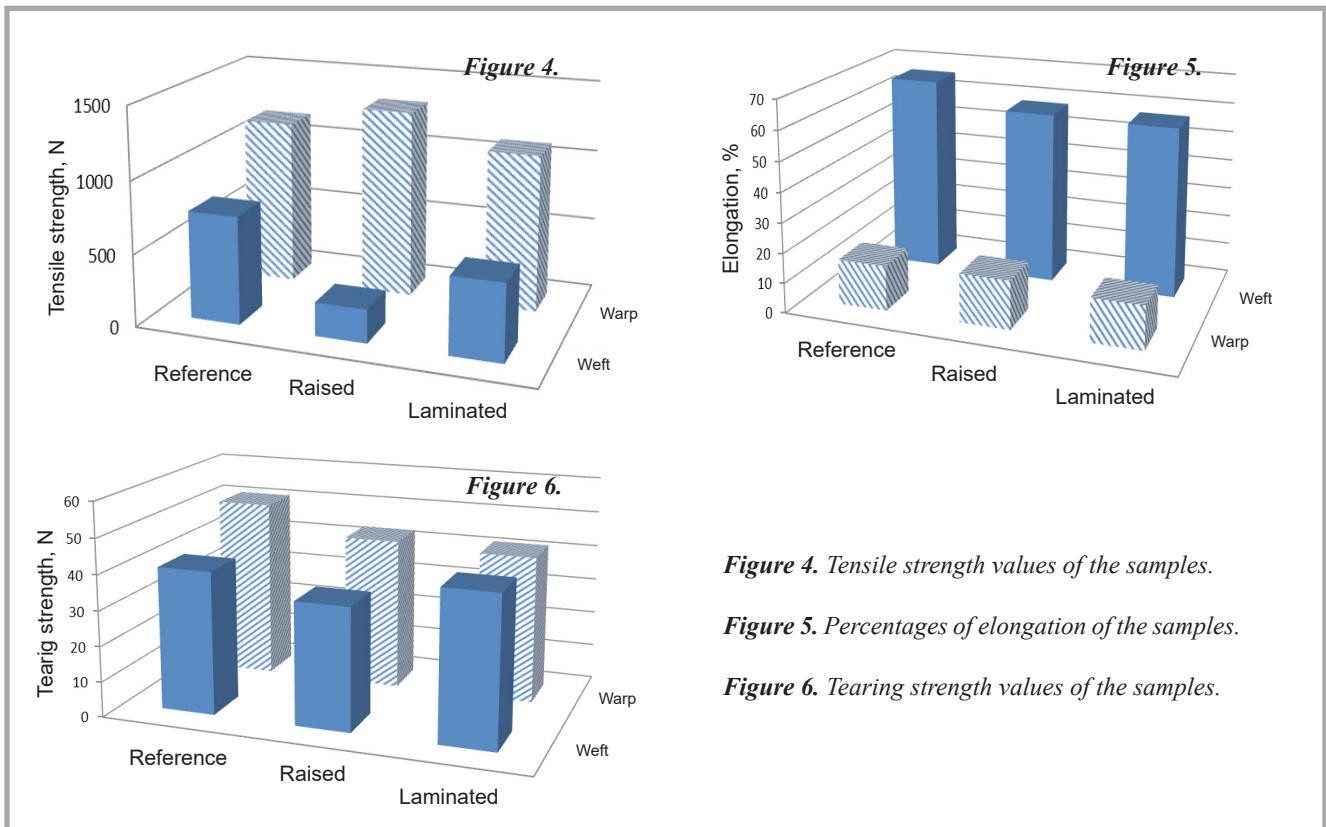 Figure 4.
Tensile strength, N
1500
1000
500
0
Reference
Raised
Laminated
Warp
Weft
Figure 5.
Elongation, %
70
60
50
40
30
20
10
0
Reference
Raised
Laminated
Weft
Warp
Figure 6.
Tearig strength, N
60
50
40
30
20
10
0
Reference
Raised
Laminated
Warp
Weft
Figure 4. Tensile strength values of the samples.
Figure 5. Percentages of elongation of the samples.
Figure 6. Tearing strength values of the samples.